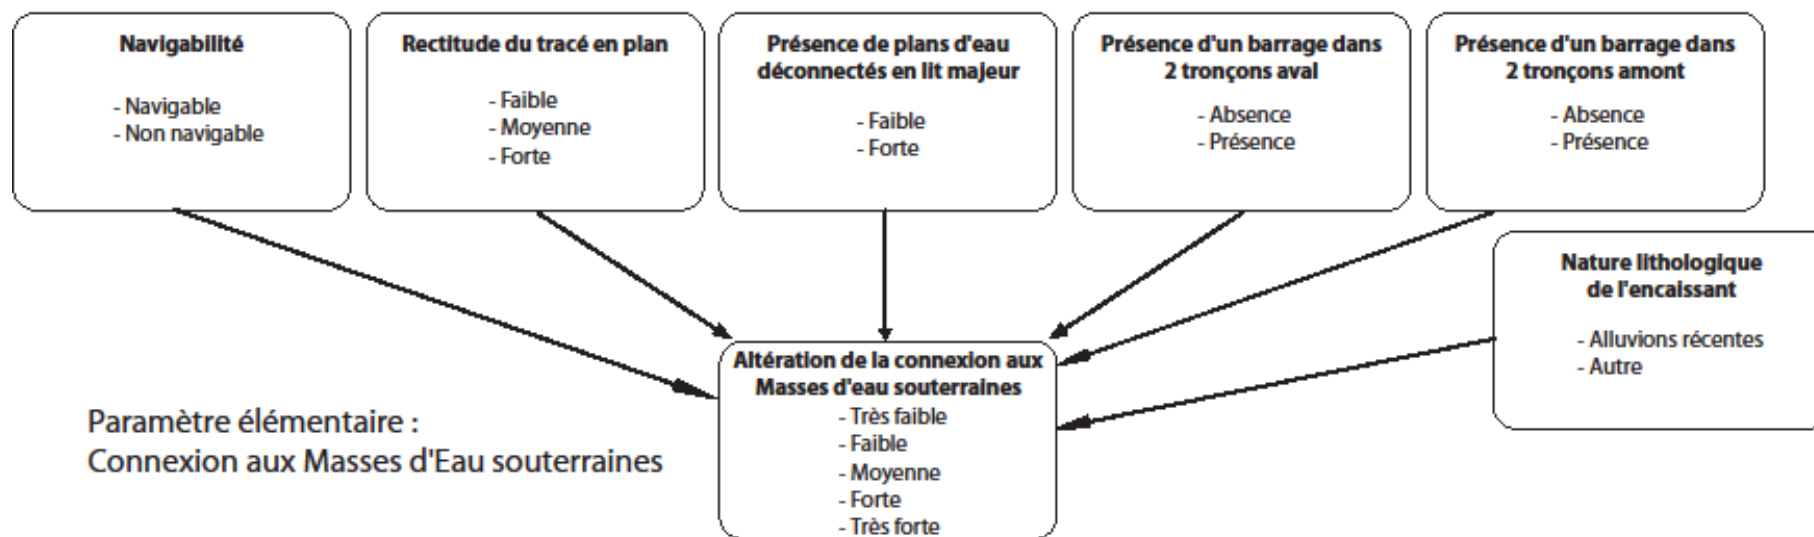 Navigabilité
- Navigable
- Non navigable
Rectitude du tracé en plan
- Faible
- Moyenne
- Forte
Présence de plans d'eau
déconnectés en lit majeur
- Faible
- Forte
Présence d'un barrage dans
2 tronçons aval
- Absence
- Présence
Présence d'un barrage dans
2 tronçons amont
- Absence
- Présence
Nature lithologique
de l'encaissant
- Alluvions récentes
- Autre
Altération de la connexion aux
Masses d'eau souterraines
- Très faible
- Faible
- Moyenne
- Forte
- Très forte
Paramètre élémentaire :
Connexion aux Masses d'Eau souterraines